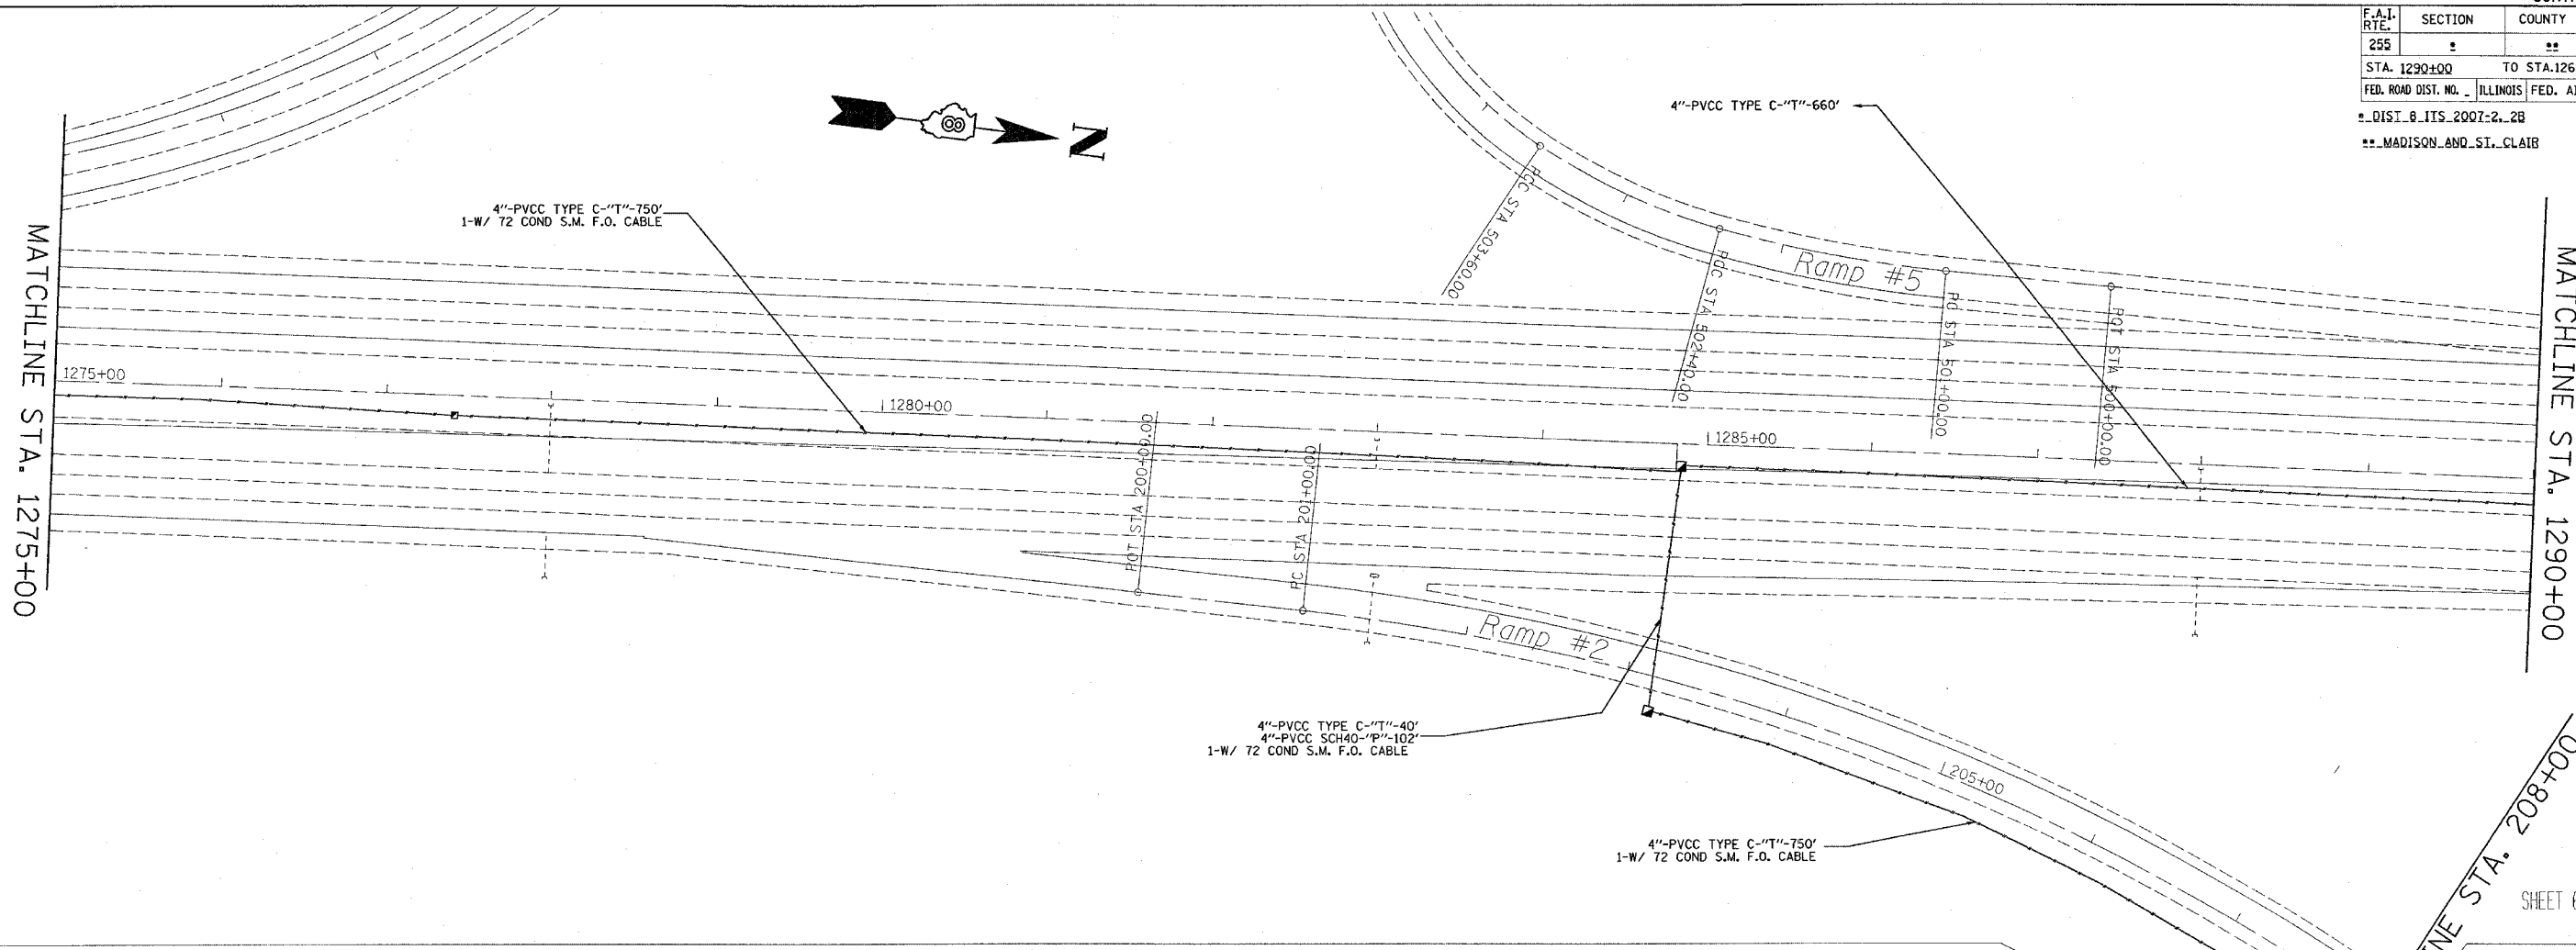 F.A.I. RTE. SECTION COUNTY
255 * **
STA. 1290+00 TO STA.126
FED. ROAD DIST. NO. _ ILLINOIS FED. AI
* DIST 8 ITS 2007-2, 2B
** MADISON AND ST. CLAIR
N
4"-PVCC TYPE C-"T"-660'
4"-PVCC TYPE C-"T"-750'
1-W/ 72 COND S.M. F.O. CABLE
MATCHLINE STA. 1275+00
MATCHLINE STA. 1290+00
PCC STA 503+60.00
PCC STA 502+40.00
Ramp #5
PC STA 501+00.00
POT STA 500+00.00
1275+00
1280+00
1285+00
POT STA 200+00.00
PC STA 201+00.00
Ramp #2
4"-PVCC TYPE C-"T"-40'
4"-PVCC SCH40-"P"-102'
1-W/ 72 COND S.M. F.O. CABLE
205+00
4"-PVCC TYPE C-"T"-750'
1-W/ 72 COND S.M. F.O. CABLE
INE STA. 208+00
SHEET